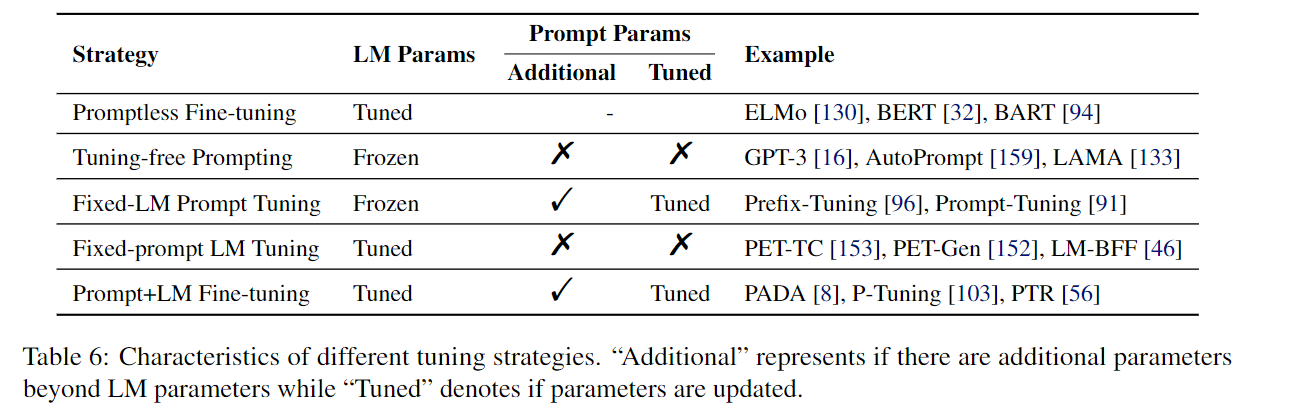 Strategy LM Params Prompt Params Example
Additional Tuned
Promptless Fine-tuning Tuned - ELMo [130], BERT [32], BART [94]
Tuning-free Prompting Frozen ✗ ✗ GPT-3 [16], AutoPrompt [159], LAMA [133]
Fixed-LM Prompt Tuning Frozen ✓ Tuned Prefix-Tuning [96], Prompt-Tuning [91]
Fixed-prompt LM Tuning Tuned ✗ ✗ PET-TC [153], PET-Gen [152], LM-BFF [46]
Prompt+LM Fine-tuning Tuned ✓ Tuned PADA [8], P-Tuning [103], PTR [56]
Table 6: Characteristics of different tuning strategies. “Additional” represents if there are additional parameters
beyond LM parameters while “Tuned” denotes if parameters are updated.